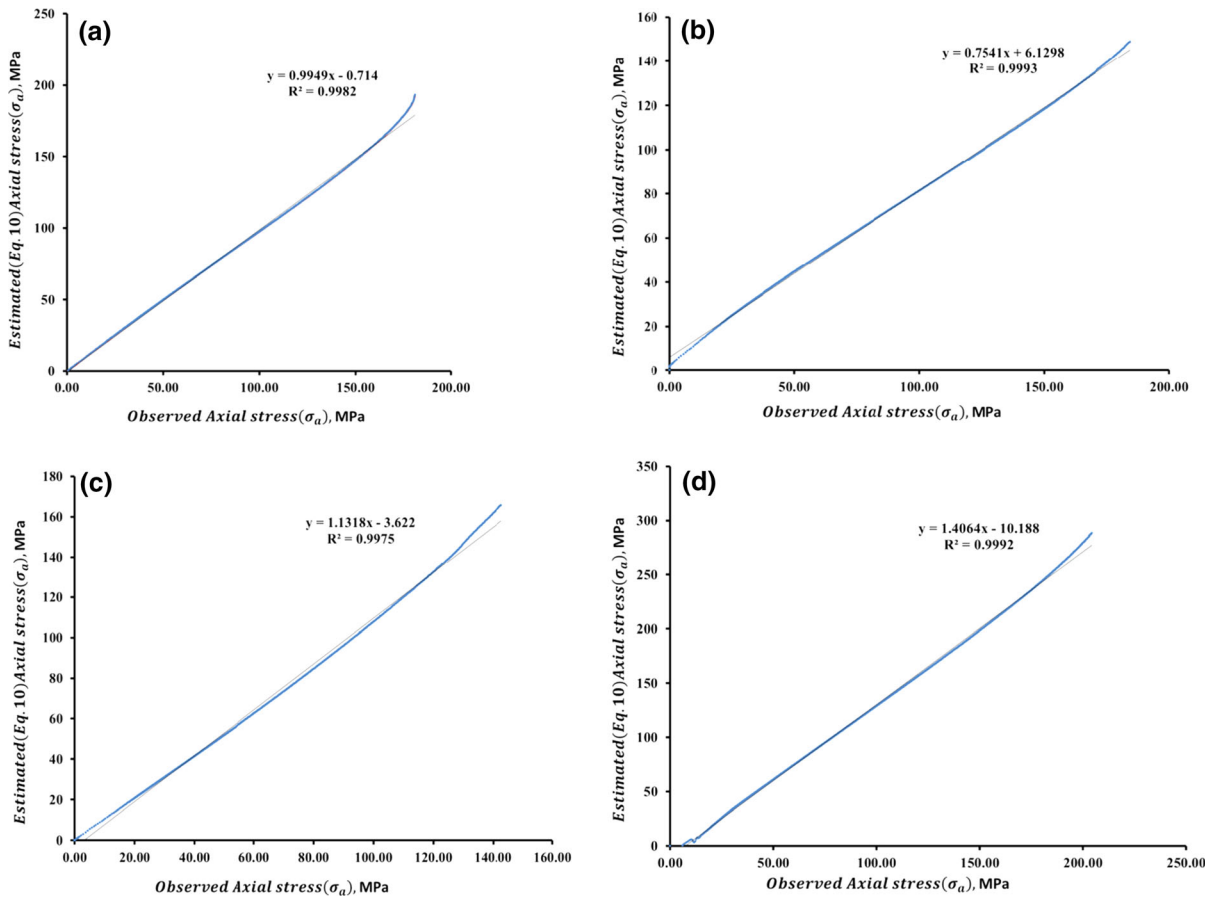 (a)
250
200
150
100
50
0
y = 0.9949x - 0.714
R² = 0.9982
Estimated(Eq.10)Axial stress(σₐ), MPa
0.00 50.00 100.00 150.00 200.00
Observed Axial stress(σₐ), MPa
(b)
160
140
120
100
80
60
40
20
0
y = 0.7541x + 6.1298
R² = 0.9993
Estimated(Eq.10)Axial stress(σₐ), MPa
0.00 50.00 100.00 150.00 200.00
Observed Axial stress(σₐ), MPa
(c)
180
160
140
120
100
80
60
40
20
0
y = 1.1318x - 3.622
R² = 0.9975
Estimated(Eq.10)Axial stress(σₐ), MPa
0.00 20.00 40.00 60.00 80.00 100.00 120.00 140.00 160.00
Observed Axial stress(σₐ), MPa
(d)
350
300
250
200
150
100
50
0
y = 1.4064x - 10.188
R² = 0.9992
Estimated(Eq.10)Axial stress(σₐ), MPa
0.00 50.00 100.00 150.00 200.00 250.00
Observed Axial stress(σₐ), MPa